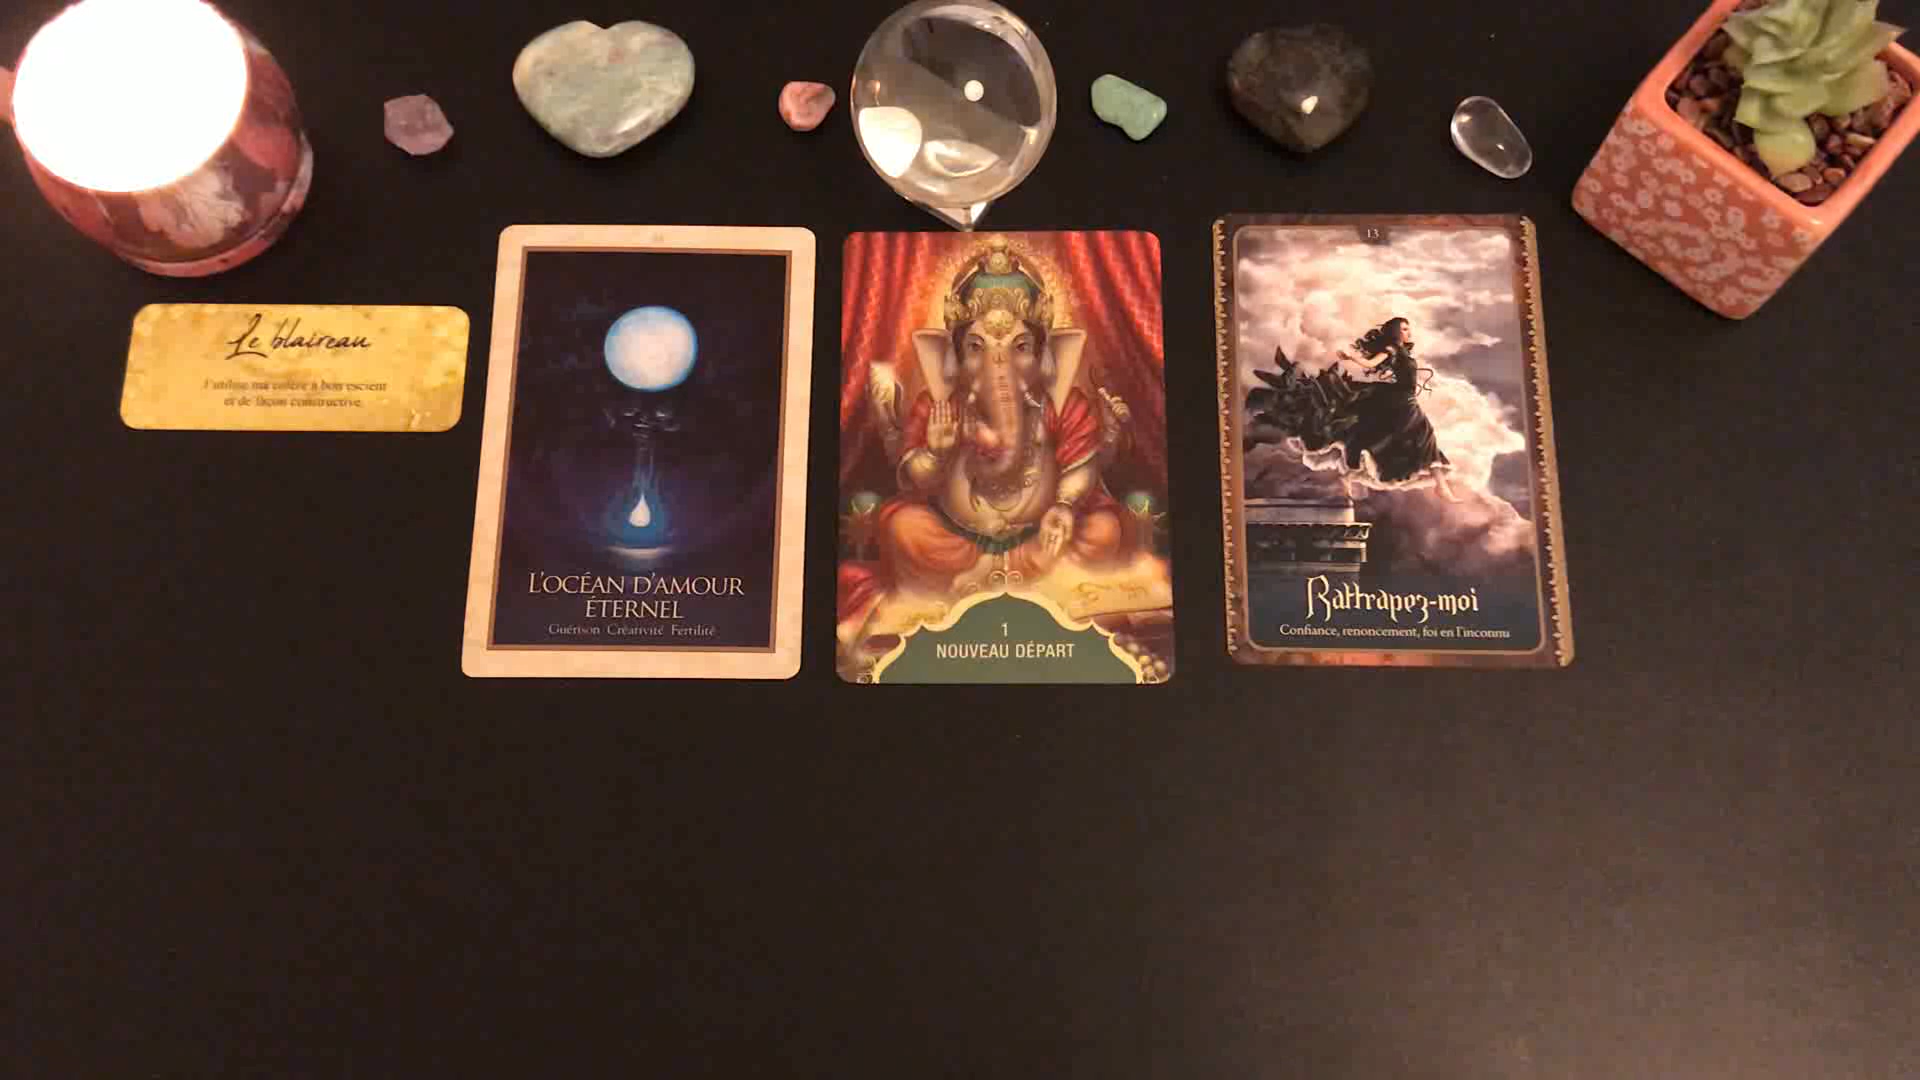 Le blaireau
J'utilise ma colère à bon escient
et de façon constructive.
L'OCÉAN D'AMOUR
ÉTERNEL
Guérison Créativité Fertilité
1
NOUVEAU DÉPART
13
Rattrapez-moi
Confiance, renoncement, foi en l'inconnu